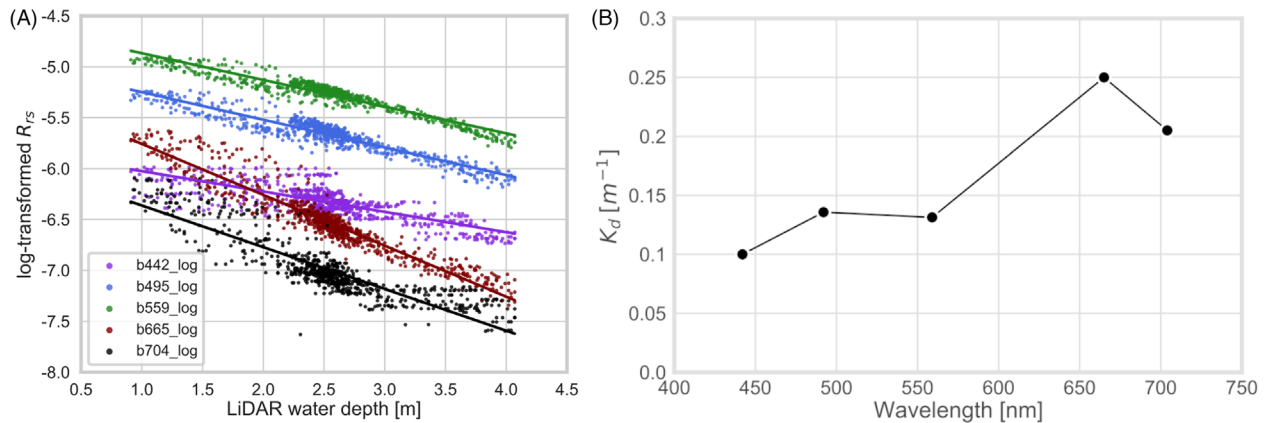 (A)
-4.5
-5.0
-5.5
-6.0
-6.5
-7.0
-7.5
-8.0
log-transformed Rrs
b442_log
b495_log
b559_log
b665_log
b704_log
0.5 1.0 1.5 2.0 2.5 3.0 3.5 4.0 4.5
LiDAR water depth [m]
(B)
0.3
0.25
0.2
0.15
0.1
0.05
0.0
Kd [m⁻¹]
400 450 500 550 600 650 700 750
Wavelength [nm]